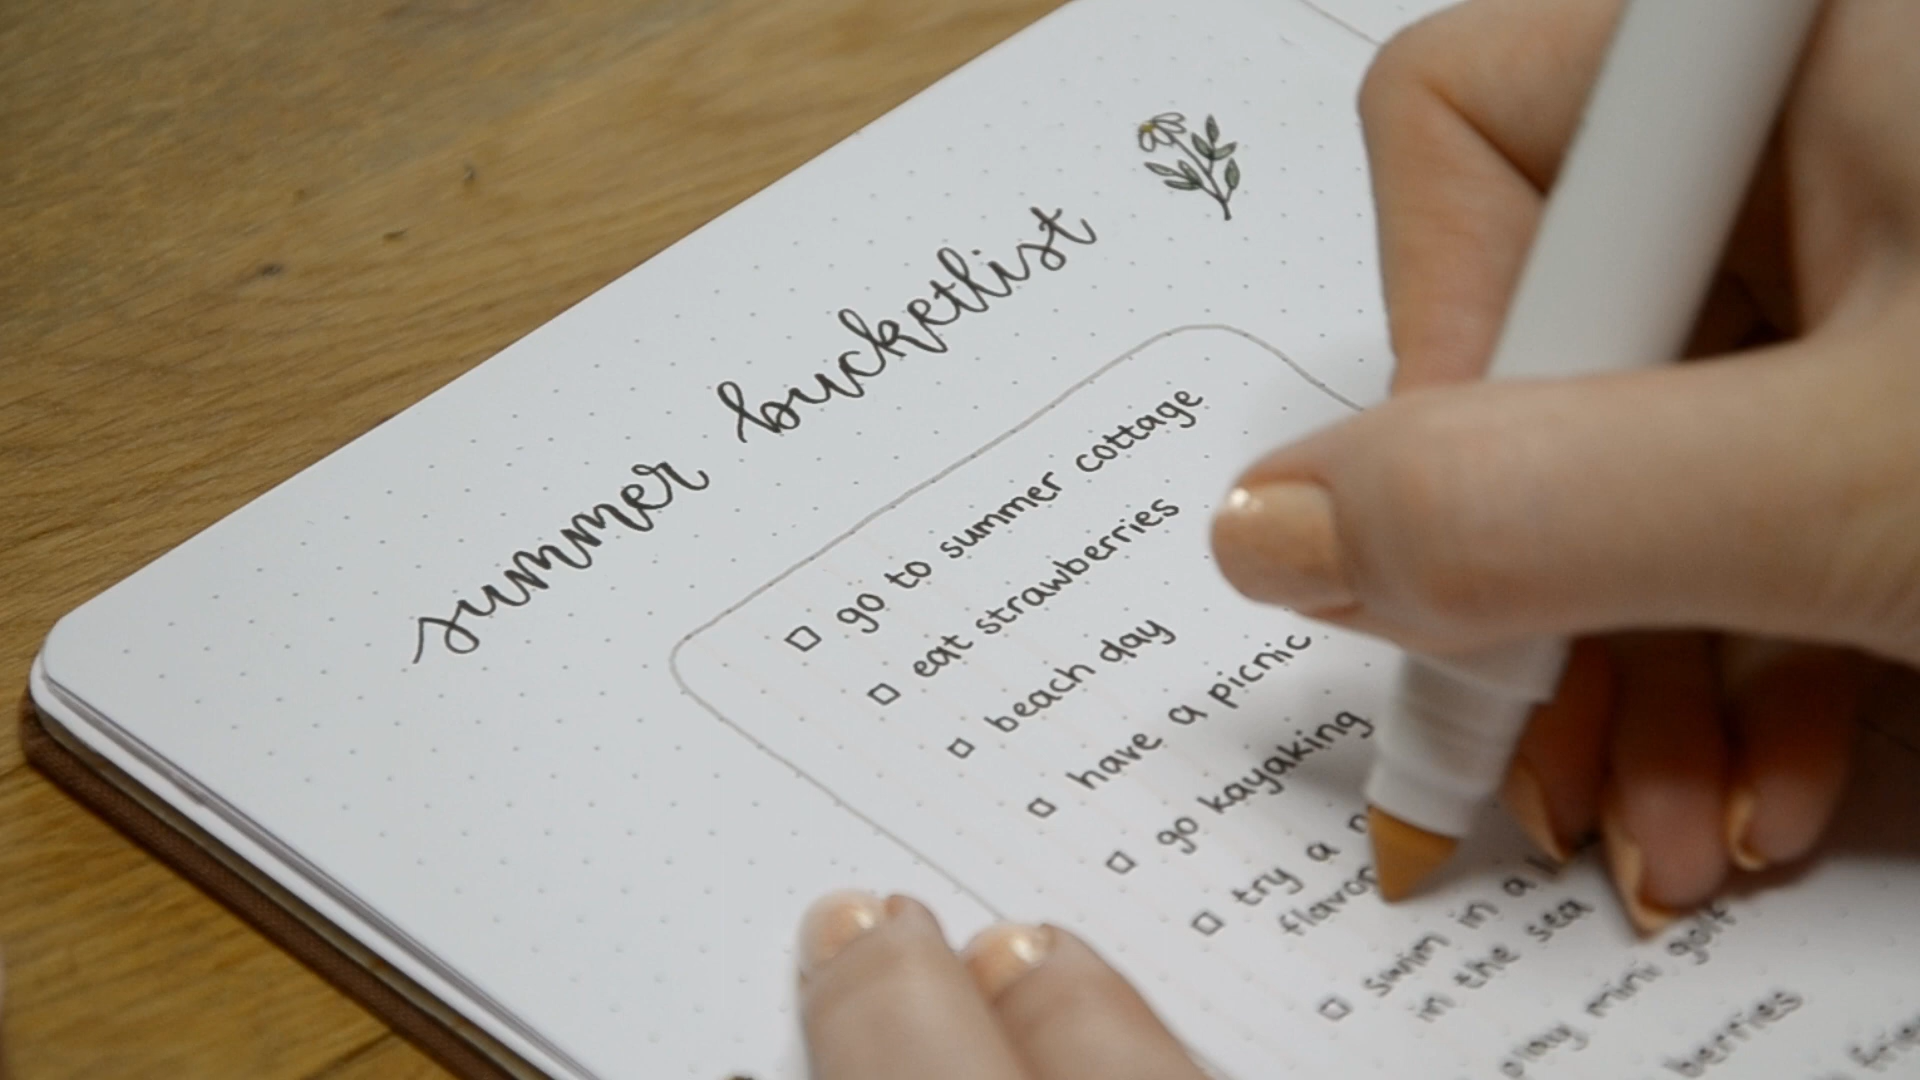 summer bucketlist
□ go to summer cottage
□ eat strawberries
□ beach day
□ have a picnic
□ go kayaking
□ try a
flavor
□ swim in a
in the sea
play mini golf
berries